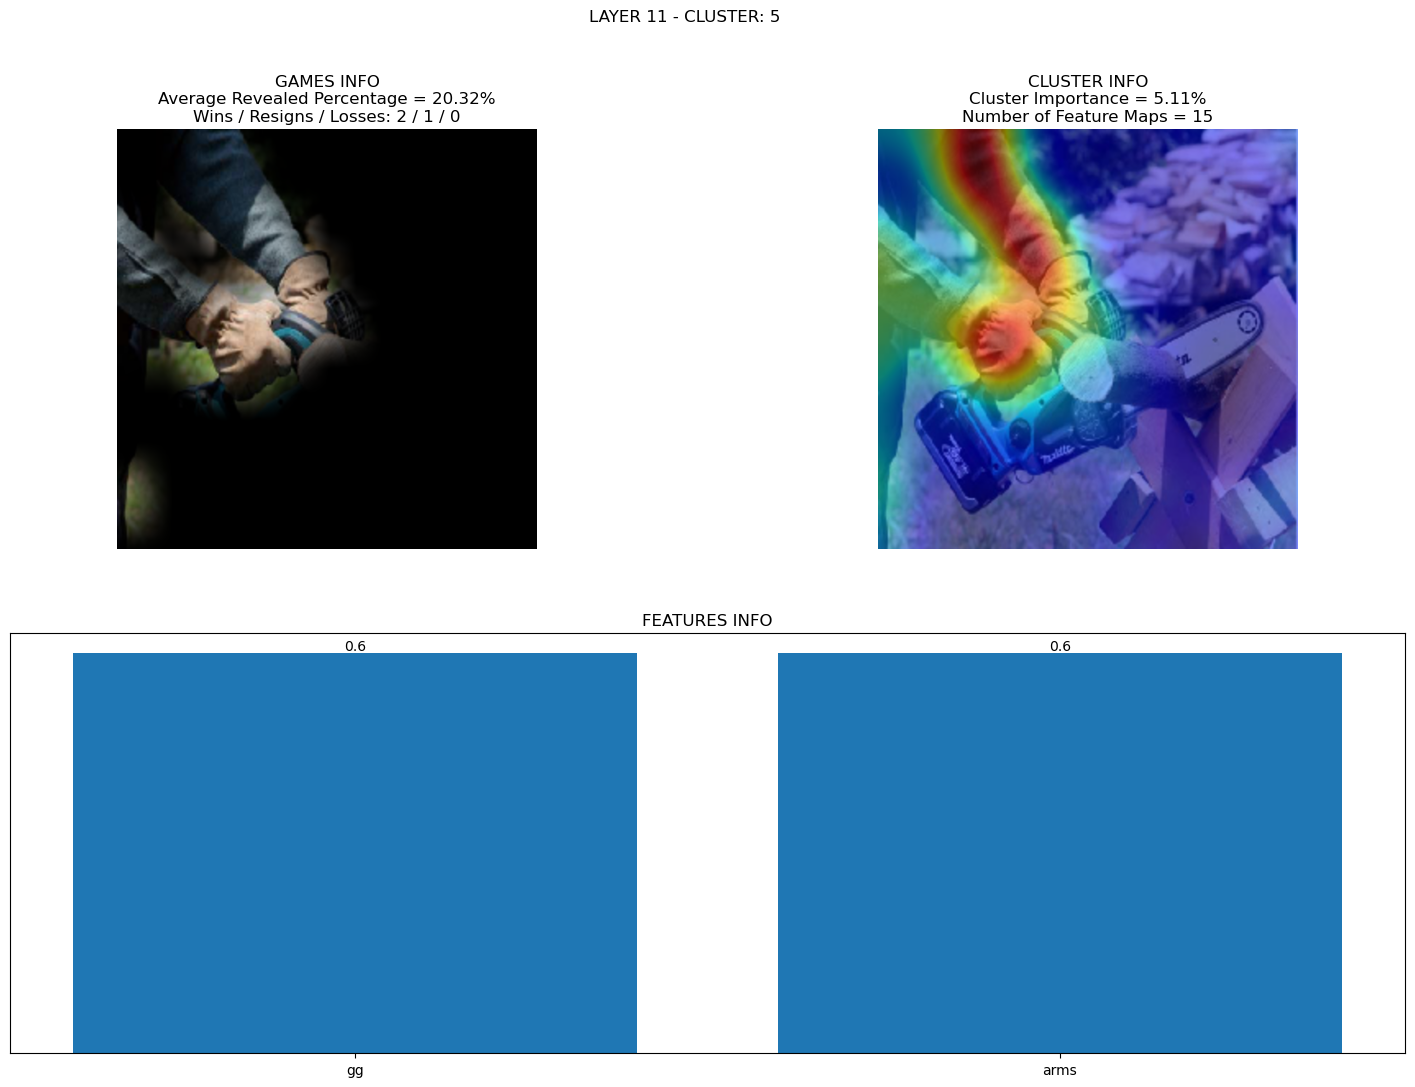 LAYER 11 - CLUSTER: 5
GAMES INFO
Average Revealed Percentage = 20.32%
Wins / Resigns / Losses: 2 / 1 / 0
CLUSTER INFO
Cluster Importance = 5.11%
Number of Feature Maps = 15
makita
FEATURES INFO
0.6
0.6
gg
arms